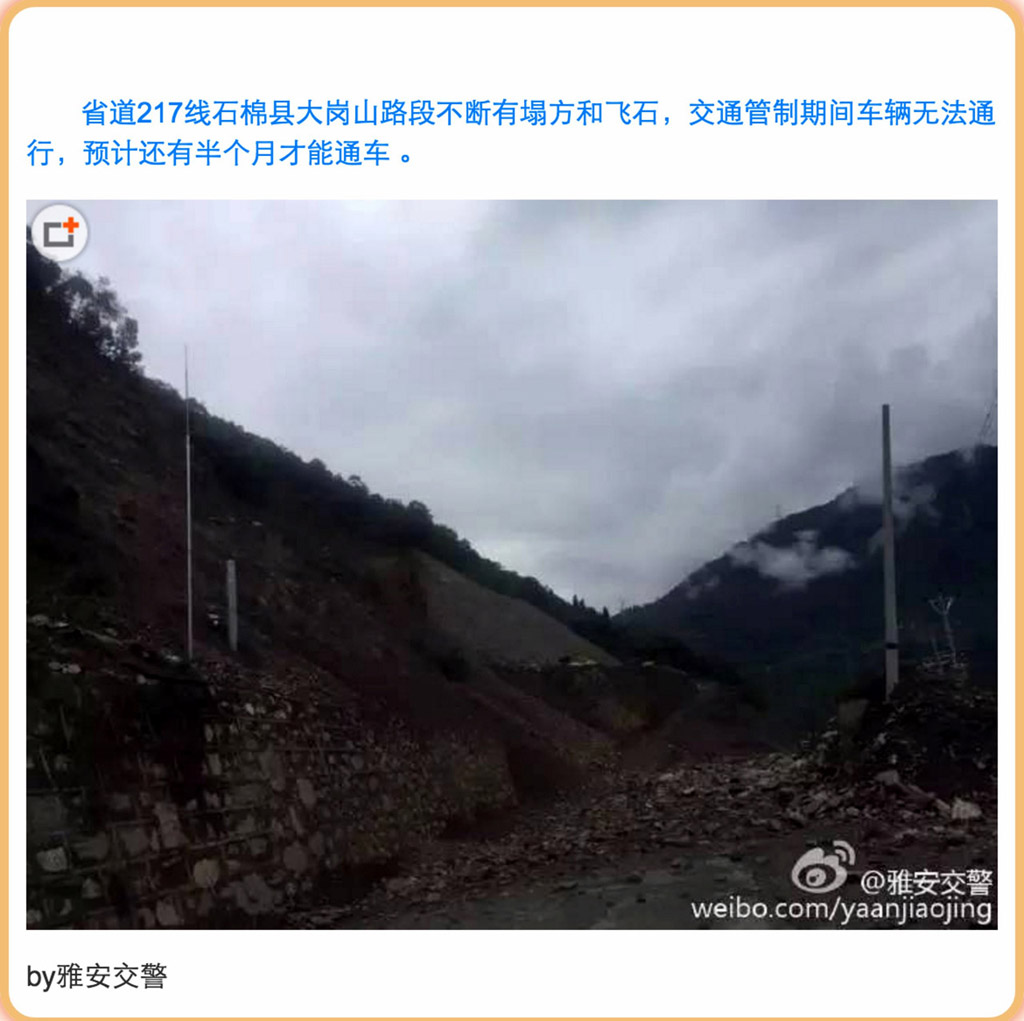 省道217线石棉县大岗山路段不断有塌方和飞石，交通管制期间车辆无法通
行，预计还有半个月才能通车 。
@雅安交警
weibo.com/yaanjiaojing
by雅安交警